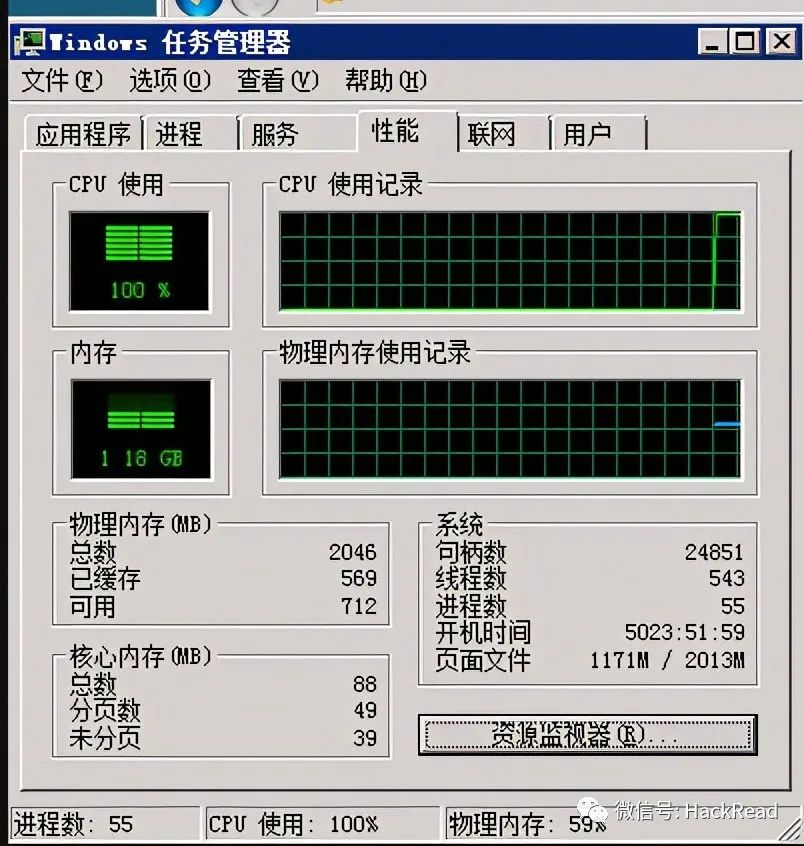 Windows 任务管理器
文件(F) 选项(O) 查看(V) 帮助(H)
应用程序 进程 服务 性能 联网 用户
CPU 使用 CPU 使用记录
100 %
内存 物理内存使用记录
1 18 GB
物理内存(MB)
总数 2046
已缓存 569
可用 712
核心内存(MB)
总数 88
分页数 49
未分页 39
系统
句柄数 24851
线程数 543
进程数 55
开机时间 5023:51:59
页面文件 1171M / 2013M
资源监视器(R)...
进程数: 55 CPU 使用: 100% 物理内存: 59%
微信号: HackRead